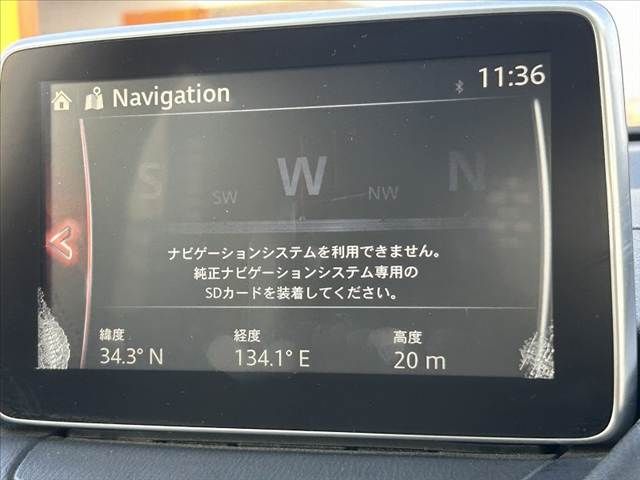 Navigation
11:36
S SW W NW N
ナビゲーションシステムを利用できません。
純正ナビゲーションシステム専用の
SDカードを装着してください。
緯度 経度 高度
34.3° N 134.1° E 20 m